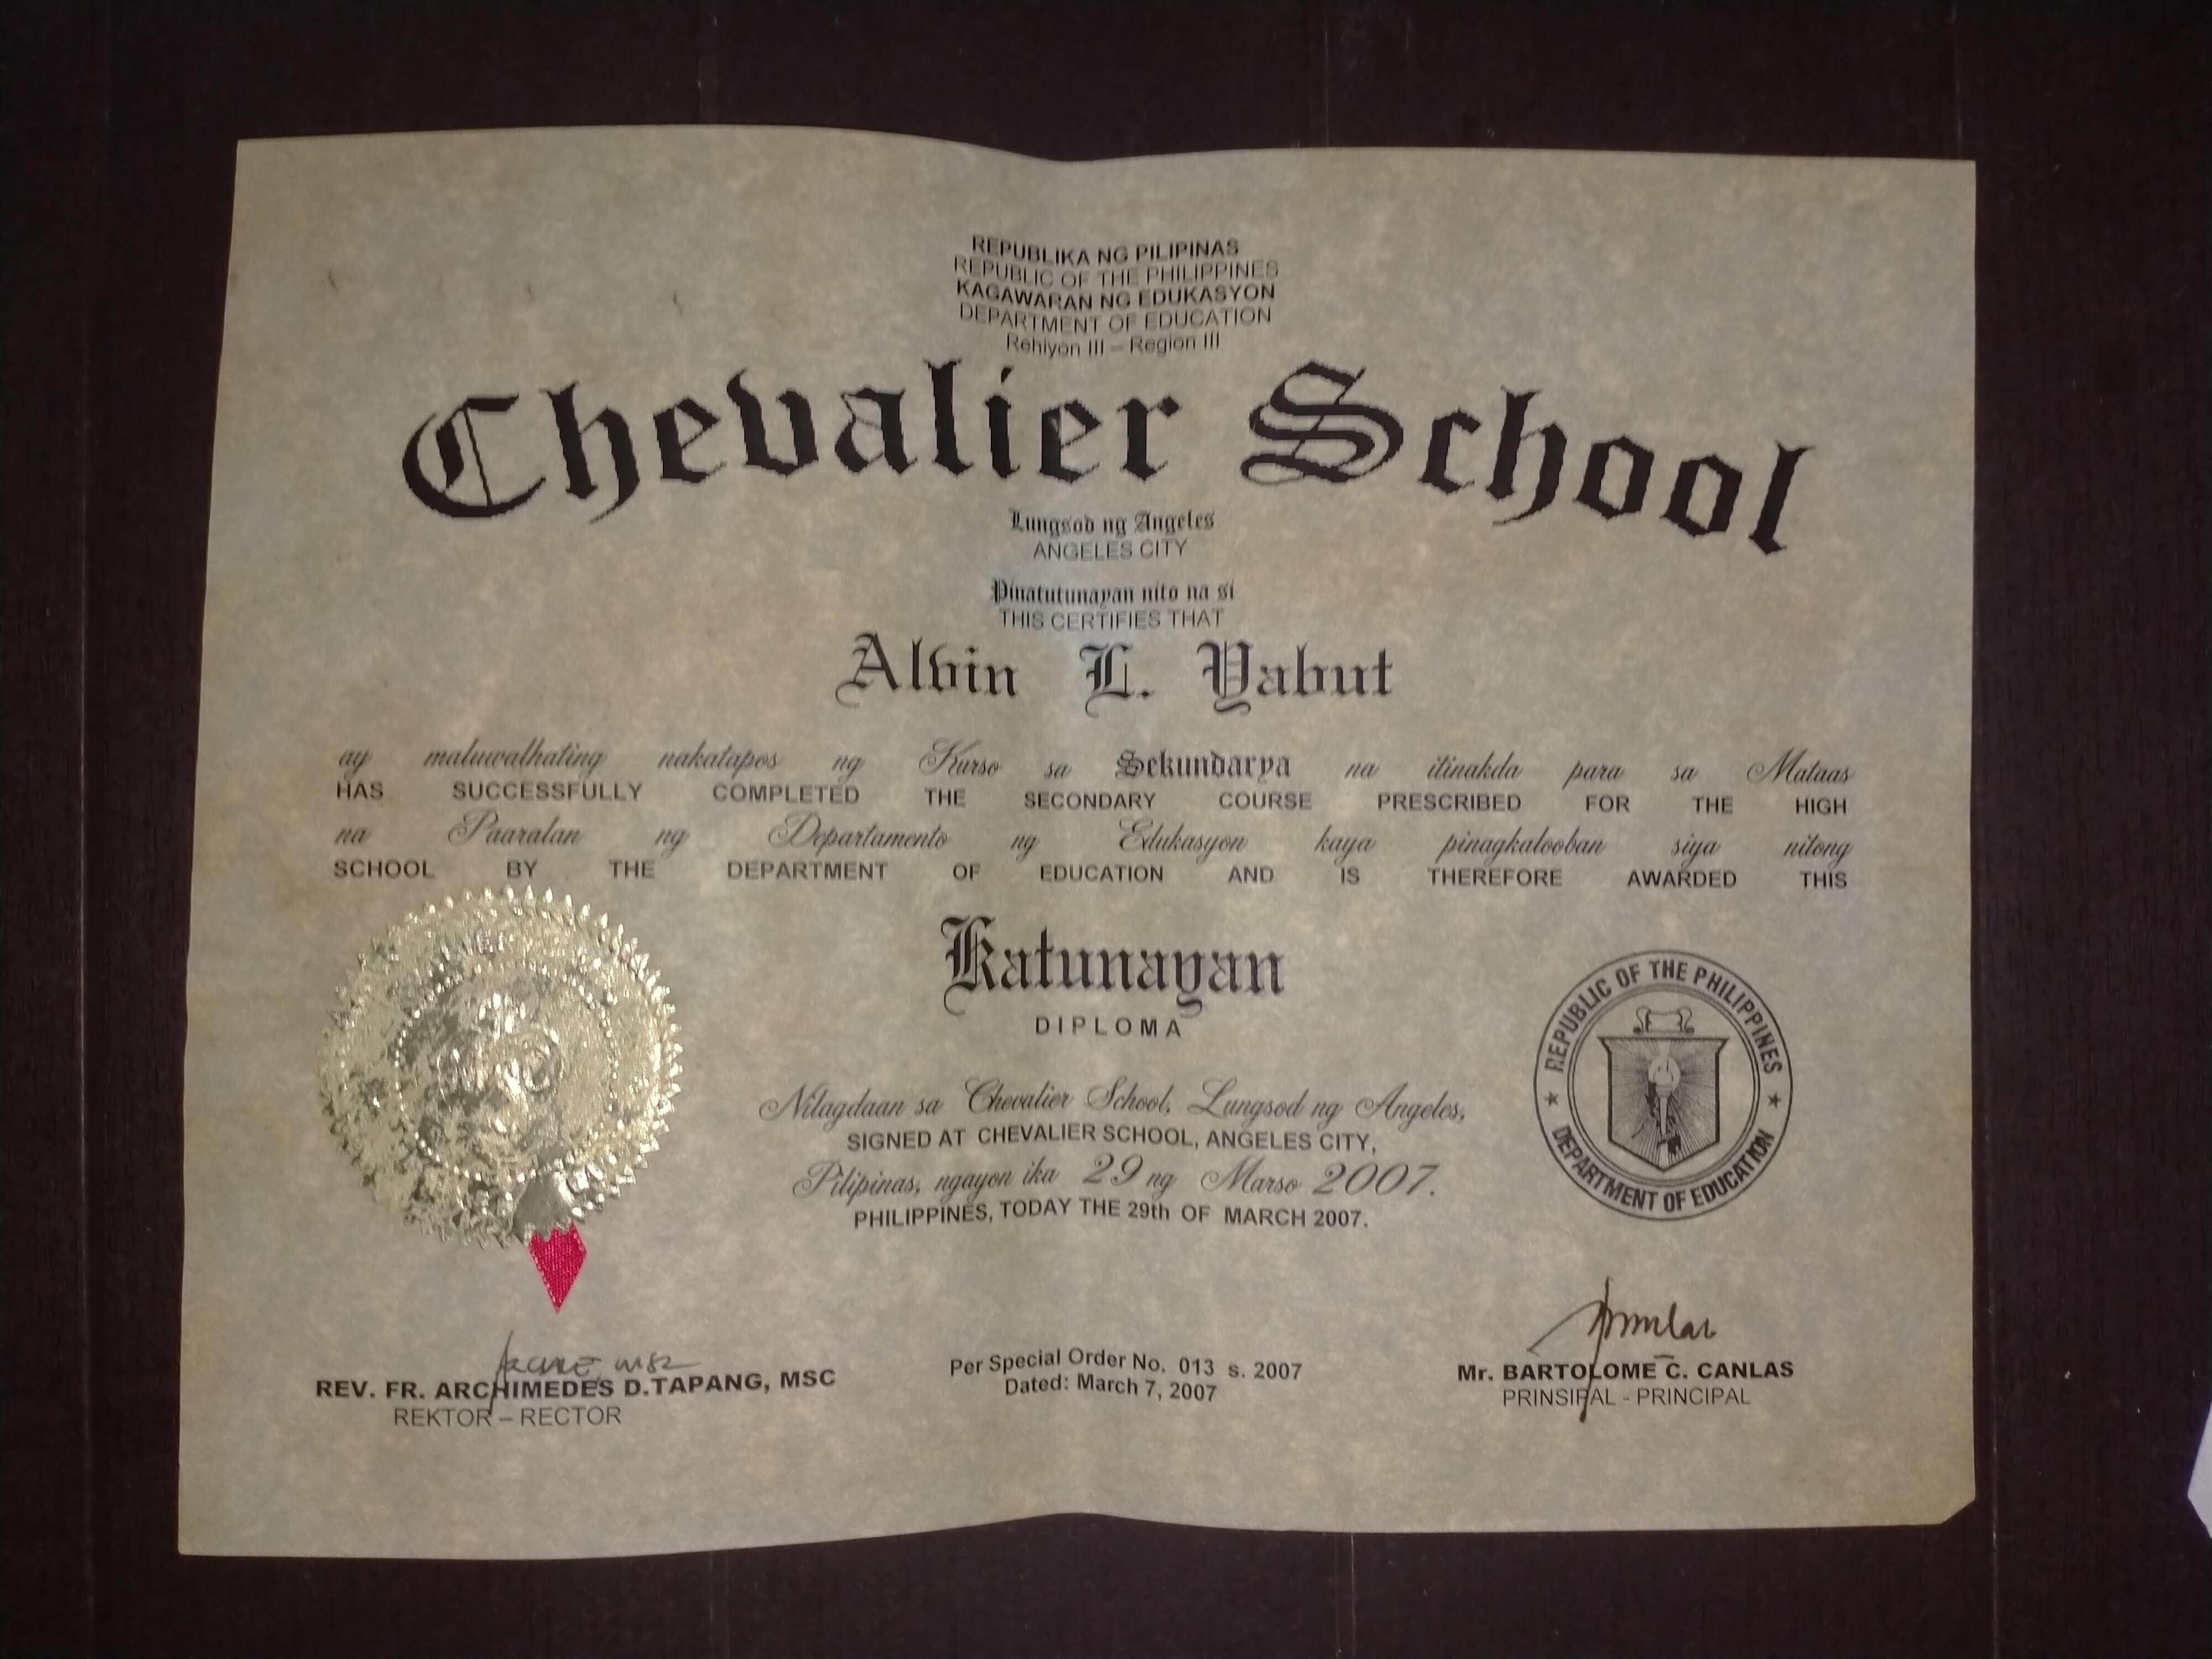 REPUBLIKA NG PILIPINAS
REPUBLIC OF THE PHILIPPINES
KAGAWARAN NG EDUKASYON
DEPARTMENT OF EDUCATION
Rehiyon III – Region III
Chevalier School
Lungsod ng Angeles
ANGELES CITY
Pinatutunayan nito na si
THIS CERTIFIES THAT
Alvin L. Yabut
ay maluwalhating nakatapos ng Kurso sa Sekundarya na itinakda para sa Mataas
HAS SUCCESSFULLY COMPLETED THE SECONDARY COURSE PRESCRIBED FOR THE HIGH
na Paaralan ng Departamento ng Edukasyon kaya pinagkalooban siya nitong
SCHOOL BY THE DEPARTMENT OF EDUCATION AND IS THEREFORE AWARDED THIS
Katunayan
DIPLOMA
REPUBLIC OF THE PHILIPPINES
DEPARTMENT OF EDUCATION
Nilagdaan sa Chevalier School, Lungsod ng Angeles,
SIGNED AT CHEVALIER SCHOOL, ANGELES CITY,
Pilipinas, ngayon ika 29 ng Marso 2007.
PHILIPPINES, TODAY THE 29th OF MARCH 2007.
REV. FR. ARCHIMEDES D.TAPANG, MSC
REKTOR – RECTOR
Per Special Order No. 013 s. 2007
Dated: March 7, 2007
Mr. BARTOLOME C. CANLAS
PRINSIPAL - PRINCIPAL